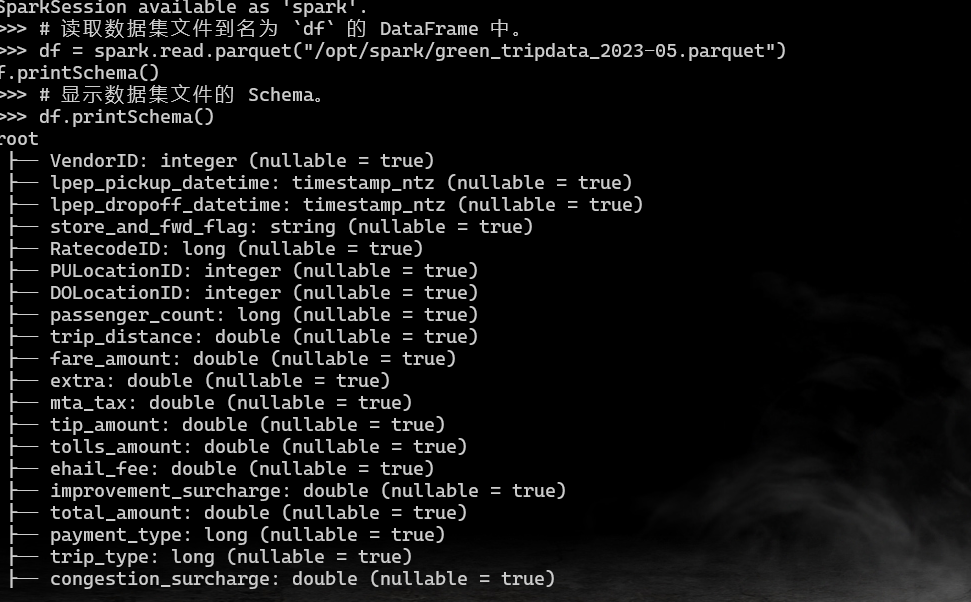 SparkSession available as 'spark'.
>>> # 读取数据集文件到名为 `df` 的 DataFrame 中。
>>> df = spark.read.parquet("/opt/spark/green_tripdata_2023-05.parquet")
f.printSchema()
>>> # 显示数据集文件的 Schema。
>>> df.printSchema()
root
├── VendorID: integer (nullable = true)
├── lpep_pickup_datetime: timestamp_ntz (nullable = true)
├── lpep_dropoff_datetime: timestamp_ntz (nullable = true)
├── store_and_fwd_flag: string (nullable = true)
├── RatecodeID: long (nullable = true)
├── PULocationID: integer (nullable = true)
├── DOLocationID: integer (nullable = true)
├── passenger_count: long (nullable = true)
├── trip_distance: double (nullable = true)
├── fare_amount: double (nullable = true)
├── extra: double (nullable = true)
├── mta_tax: double (nullable = true)
├── tip_amount: double (nullable = true)
├── tolls_amount: double (nullable = true)
├── ehail_fee: double (nullable = true)
├── improvement_surcharge: double (nullable = true)
├── total_amount: double (nullable = true)
├── payment_type: long (nullable = true)
├── trip_type: long (nullable = true)
├── congestion_surcharge: double (nullable = true)